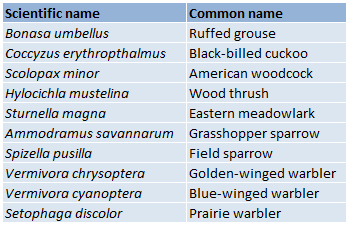 Scientific name Common name
Bonasa umbellus Ruffed grouse
Coccyzus erythropthalmus Black-billed cuckoo
Scolopax minor American woodcock
Hylocichla mustelina Wood thrush
Sturnella magna Eastern meadowlark
Ammodramus savannarum Grasshopper sparrow
Spizella pusilla Field sparrow
Vermivora chrysoptera Golden-winged warbler
Vermivora cyanoptera Blue-winged warbler
Setophaga discolor Prairie warbler